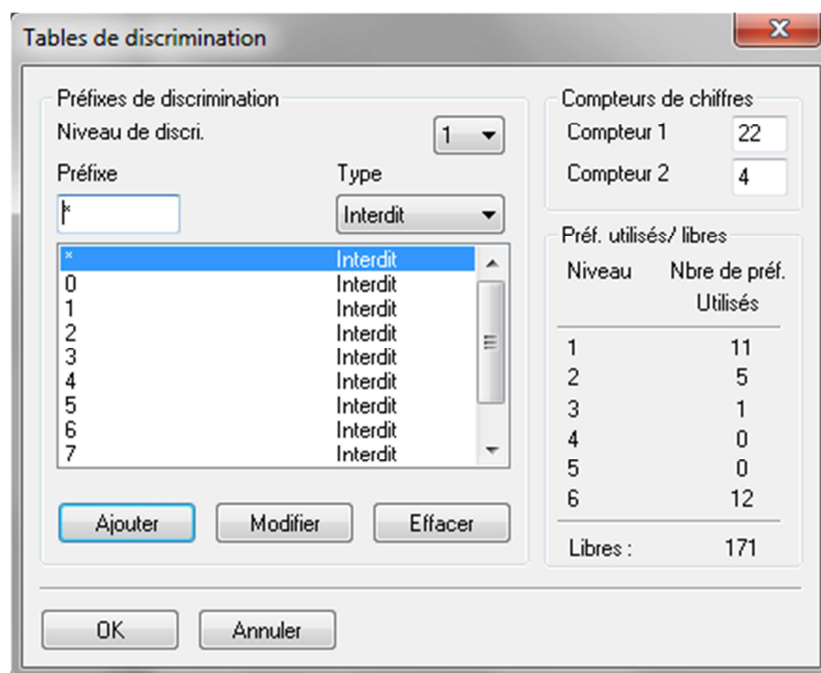 Tables de discrimination
Préfixes de discrimination
Niveau de discri. 1
Préfixe Type
* Interdit
* Interdit
0 Interdit
1 Interdit
2 Interdit
3 Interdit
4 Interdit
5 Interdit
6 Interdit
7 Interdit
Ajouter Modifier Effacer
Compteurs de chiffres
Compteur 1 22
Compteur 2 4
Préf. utilisés/ libres
Niveau Nbre de préf.
Utilisés
1 11
2 5
3 1
4 0
5 0
6 12
Libres : 171
OK Annuler